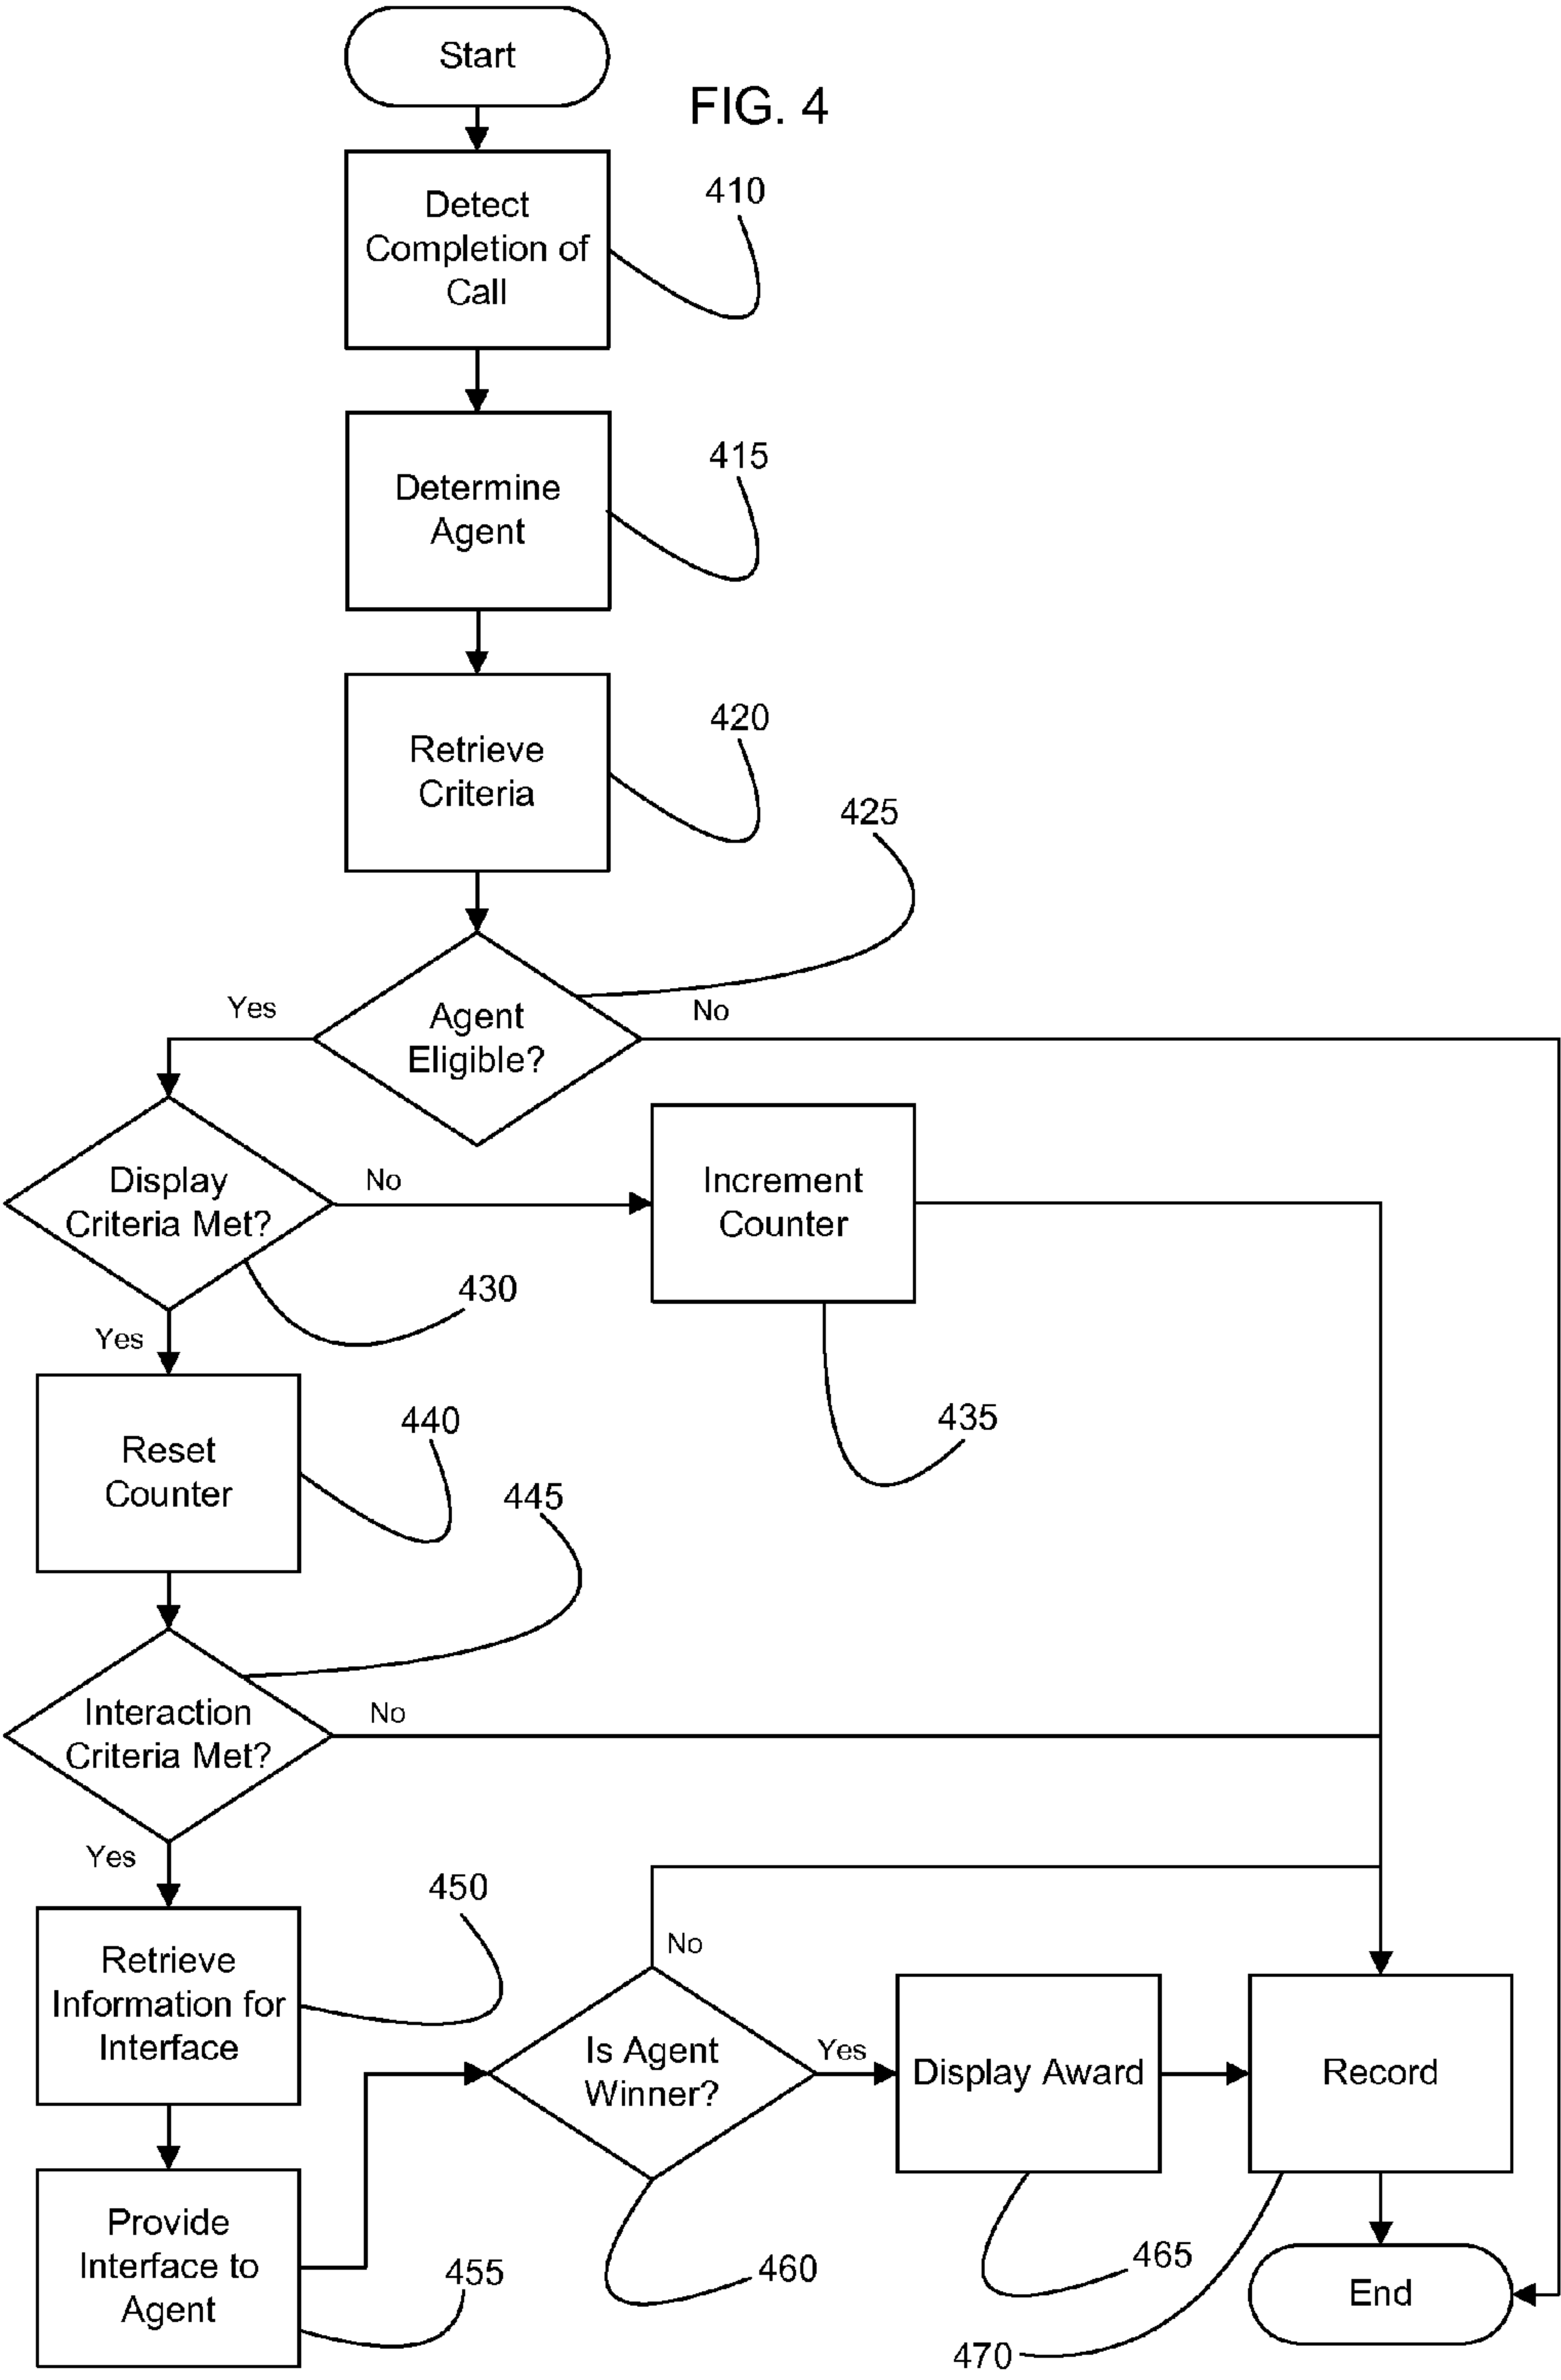 Start
FIG. 4
Detect
Completion of
Call
410
Determine
Agent
415
Retrieve
Criteria
420
425
Agent
Eligible?
Yes
No
Display
Criteria Met?
No
Increment
Counter
430
Yes
435
Reset
Counter
440
445
Interaction
Criteria Met?
No
Yes
450
Retrieve
Information for
Interface
No
Is Agent
Winner?
Yes
Display Award
Record
Provide
Interface to
Agent
455
460
465
End
470